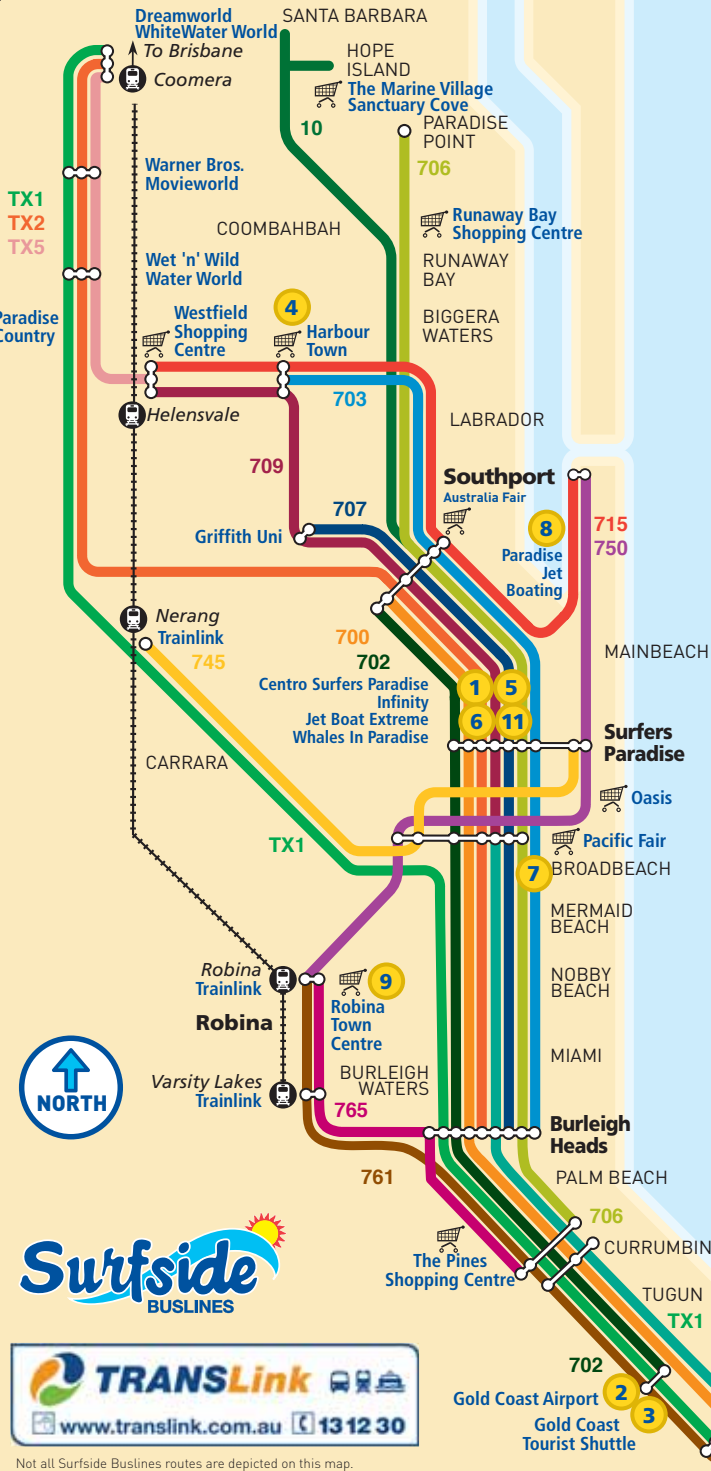 Dreamworld
WhiteWater World
To Brisbane
Coomera
SANTA BARBARA
HOPE
ISLAND
The Marine Village
Sanctuary Cove
10
PARADISE
POINT
706
Warner Bros.
Movieworld
TX1
TX2
TX5
COOMBAHBAH
Runaway Bay
Shopping Centre
RUNAWAY
BAY
Wet 'n' Wild
Water World
Paradise
Country
4
Westfield
Shopping
Centre
Harbour
Town
BIGGERA
WATERS
703
Helensvale
LABRADOR
709
Southport
Australia Fair
707
Griffith Uni
8
Paradise
Jet
Boating
715
750
Nerang
Trainlink
745
700
702
MAINBEACH
Centro Surfers Paradise
Infinity
Jet Boat Extreme
Whales In Paradise
1
5
6
11
Surfers
Paradise
CARRARA
Oasis
TX1
Pacific Fair
7
BROADBEACH
MERMAID
BEACH
Robina
Trainlink
9
NOBBY
BEACH
Robina
Robina
Town
Centre
MIAMI
NORTH
Varsity Lakes
Trainlink
BURLEIGH
WATERS
765
Burleigh
Heads
761
PALM BEACH
706
CURRUMBIN
The Pines
Shopping Centre
TUGUN
TX1
Surfside
BUSLINES
702
Gold Coast Airport
2
3
Gold Coast
Tourist Shuttle
TRANSLink
www.translink.com.au
13 12 30
Not all Surfside Buslines routes are depicted on this map.